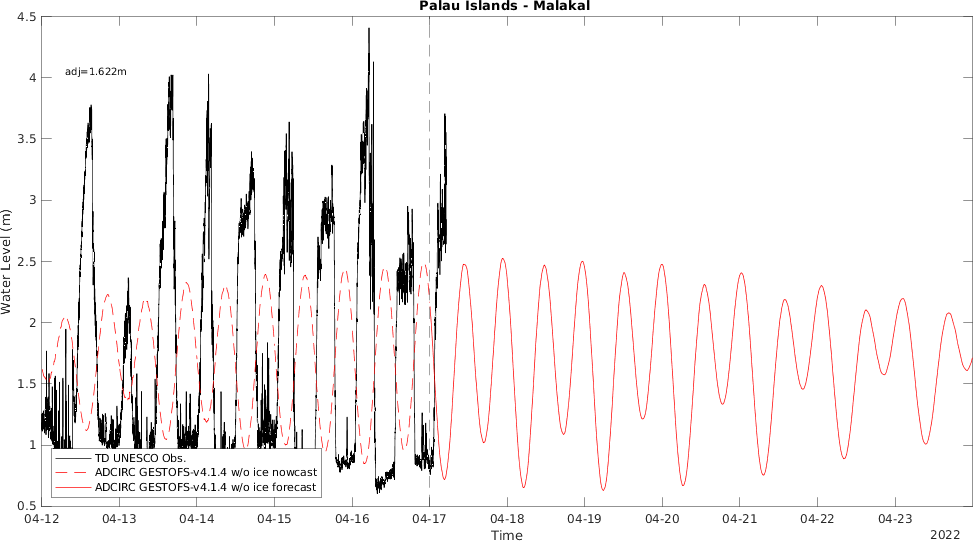 Palau Islands - Malakal
4.5
4
3.5
3
2.5
2
1.5
1
0.5
Water Level (m)
adj=1.622m
TD UNESCO Obs.
ADCIRC GESTOFS-v4.1.4 w/o ice nowcast
ADCIRC GESTOFS-v4.1.4 w/o ice forecast
04-12 04-13 04-14 04-15 04-16 04-17 04-18 04-19 04-20 04-21 04-22 04-23
Time
2022